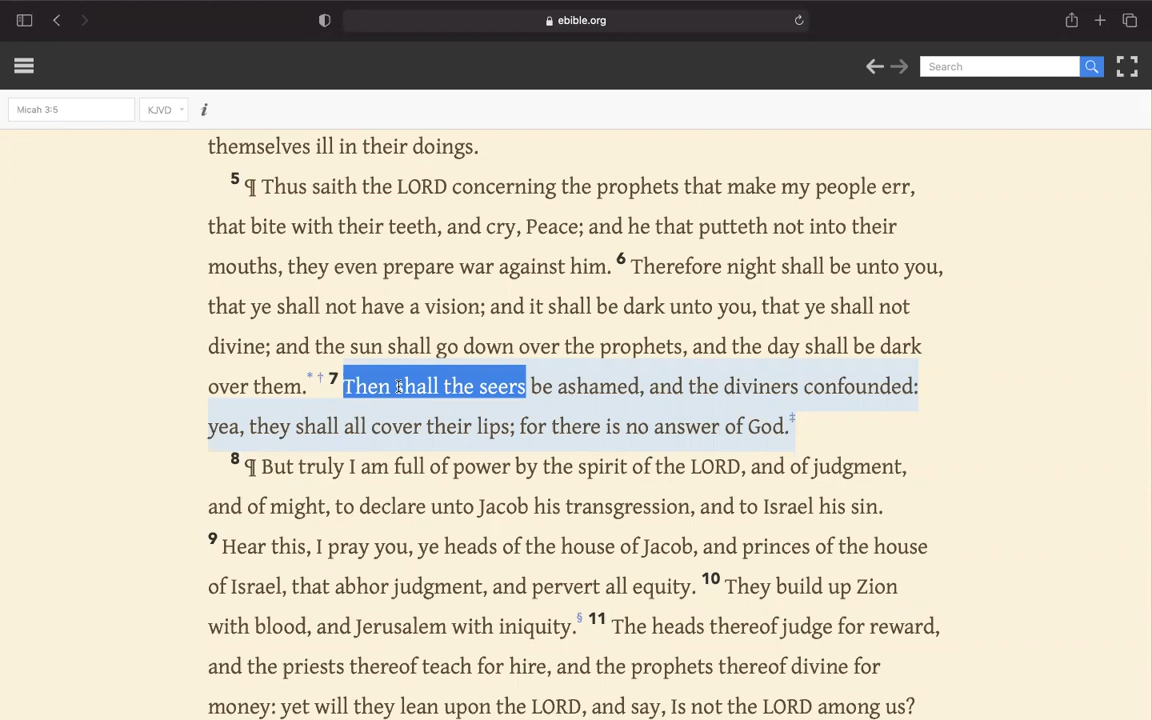 ebible.org
Search
Micah 3:5 KJVD i
themselves ill in their doings.
5 ¶ Thus saith the LORD concerning the prophets that make my people err,
that bite with their teeth, and cry, Peace; and he that putteth not into their
mouths, they even prepare war against him. 6 Therefore night shall be unto you,
that ye shall not have a vision; and it shall be dark unto you, that ye shall not
divine; and the sun shall go down over the prophets, and the day shall be dark
over them.* † 7 Then shall the seers be ashamed, and the diviners confounded:
yea, they shall all cover their lips; for there is no answer of God.‡
8 ¶ But truly I am full of power by the spirit of the LORD, and of judgment,
and of might, to declare unto Jacob his transgression, and to Israel his sin.
9 Hear this, I pray you, ye heads of the house of Jacob, and princes of the house
of Israel, that abhor judgment, and pervert all equity. 10 They build up Zion
with blood, and Jerusalem with iniquity.§ 11 The heads thereof judge for reward,
and the priests thereof teach for hire, and the prophets thereof divine for
money: yet will they lean upon the LORD, and say, Is not the LORD among us?